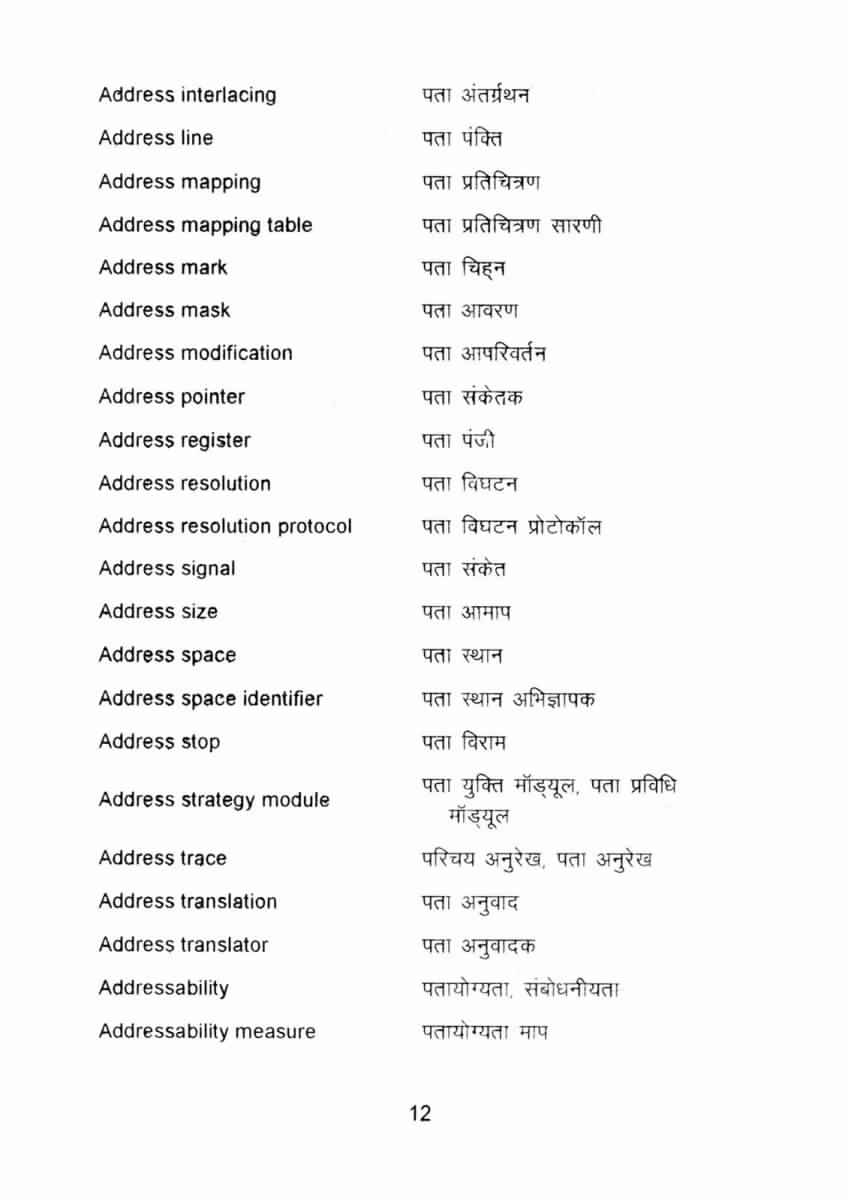 Address interlacing पता अंतर्ग्रथन
Address line पता पंक्ति
Address mapping पता प्रतिचित्रण
Address mapping table पता प्रतिचित्रण सारणी
Address mark पता चिह्न
Address mask पता आवरण
Address modification पता आपरिवर्तन
Address pointer पता संकेतक
Address register पता पंजी
Address resolution पता विघटन
Address resolution protocol पता विघटन प्रोटोकॉल
Address signal पता संकेत
Address size पता आमाप
Address space पता स्थान
Address space identifier पता स्थान अभिज्ञापक
Address stop पता विराम
Address strategy module पता युक्ति मॉड्यूल, पता प्रविधि
मॉड्यूल
Address trace परिचय अनुरेख, पता अनुरेख
Address translation पता अनुवाद
Address translator पता अनुवादक
Addressability पतायोग्यता, संबोधनीयता
Addressability measure पतायोग्यता माप
12